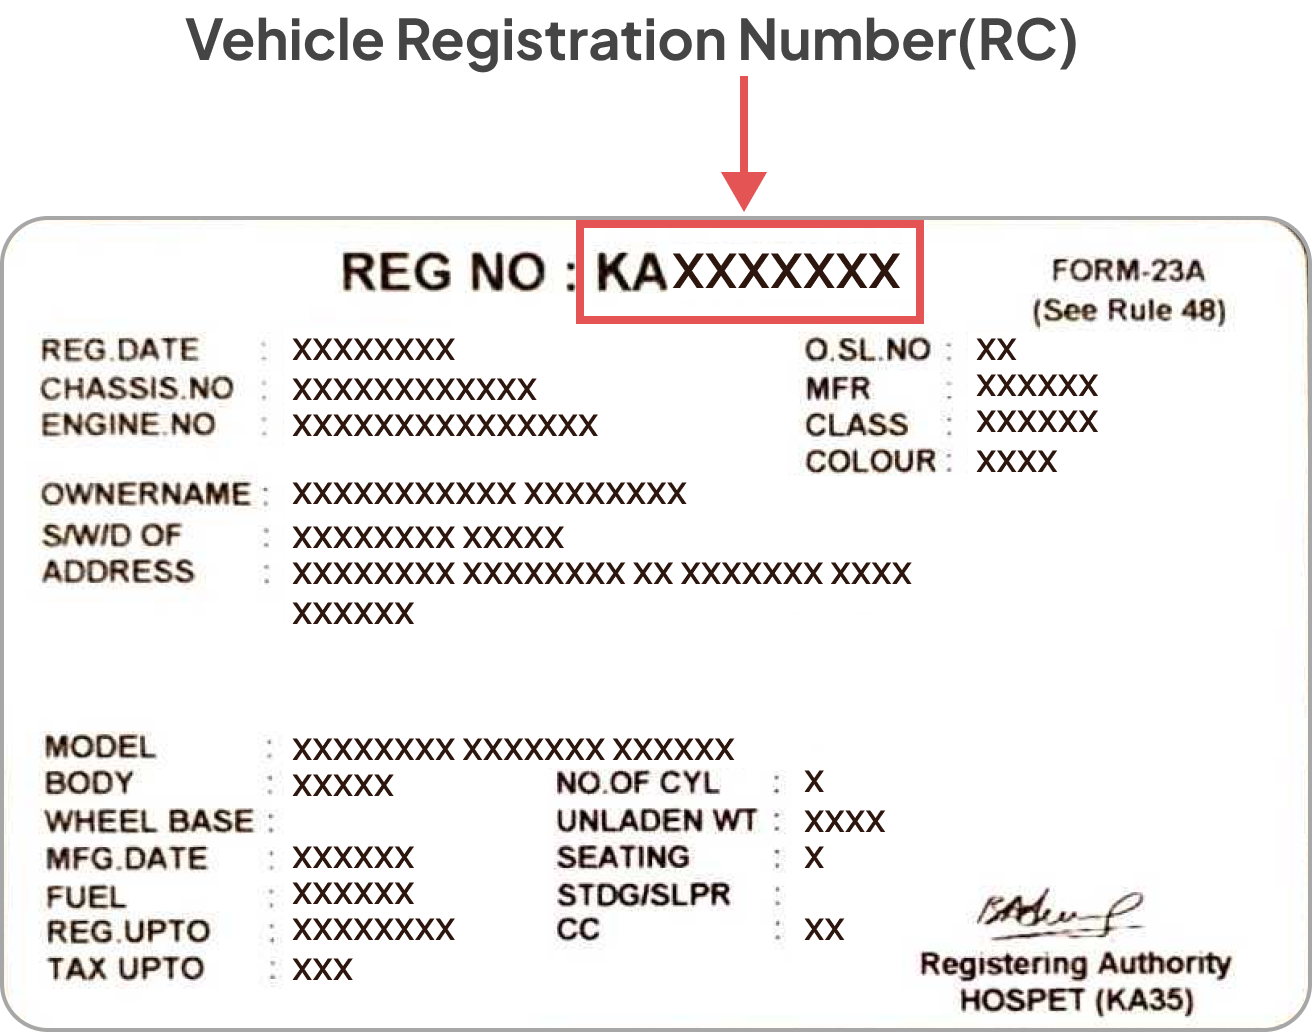 Vehicle Registration Number(RC)
REG NO : KAXXXXXXX
FORM-23A
(See Rule 48)
REG.DATE : XXXXXXXX
O.SL.NO : XX
CHASSIS.NO : XXXXXXXXXXXX
MFR : XXXXXX
ENGINE.NO : XXXXXXXXXXXXXXX
CLASS : XXXXXX
COLOUR : XXXX
OWNERNAME : XXXXXXXXXXX XXXXXXXX
S/W/D OF : XXXXXXXX XXXXX
ADDRESS : XXXXXXXX XXXXXXXX XX XXXXXXX XXXX
XXXXXX
MODEL : XXXXXXXX XXXXXXX XXXXXX
BODY : XXXXX NO.OF CYL : X
WHEEL BASE : UNLADEN WT : XXXX
MFG.DATE : XXXXXX SEATING : X
FUEL : XXXXXX STDG/SLPR :
REG.UPTO : XXXXXXXX CC : XX
TAX UPTO : XXX
Registering Authority
HOSPET (KA35)